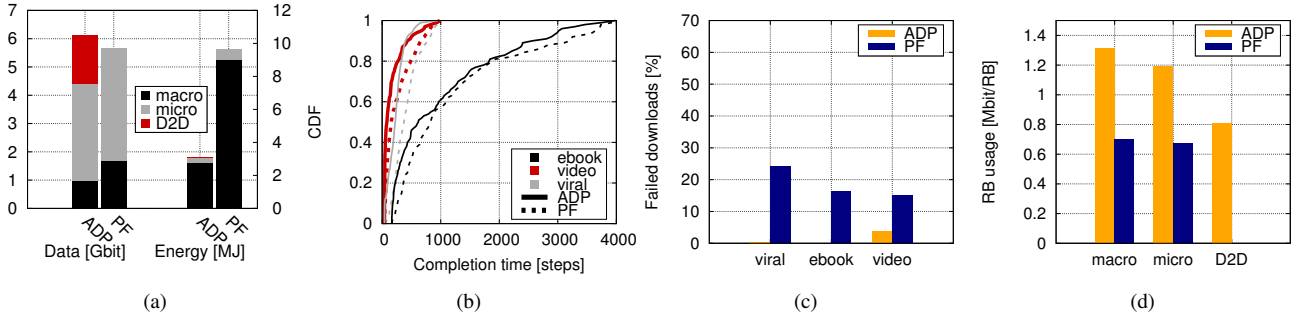 7
6
5
4
3
2
1
0
12
10
8
6
4
2
0
macro
micro
D2D
ADP
PF
ADP
PF
Data [Gbit]
Energy [MJ]
(a)
CDF
1
0.8
0.6
0.4
0.2
0
0
1000
2000
3000
4000
ebook
video
viral
ADP
PF
Completion time [steps]
(b)
Failed downloads [%]
70
60
50
40
30
20
10
0
ADP
PF
viral
ebook
video
(c)
RB usage [Mbit/RB]
1.4
1.2
1
0.8
0.6
0.4
0.2
0
ADP
PF
macro
micro
D2D
(d)